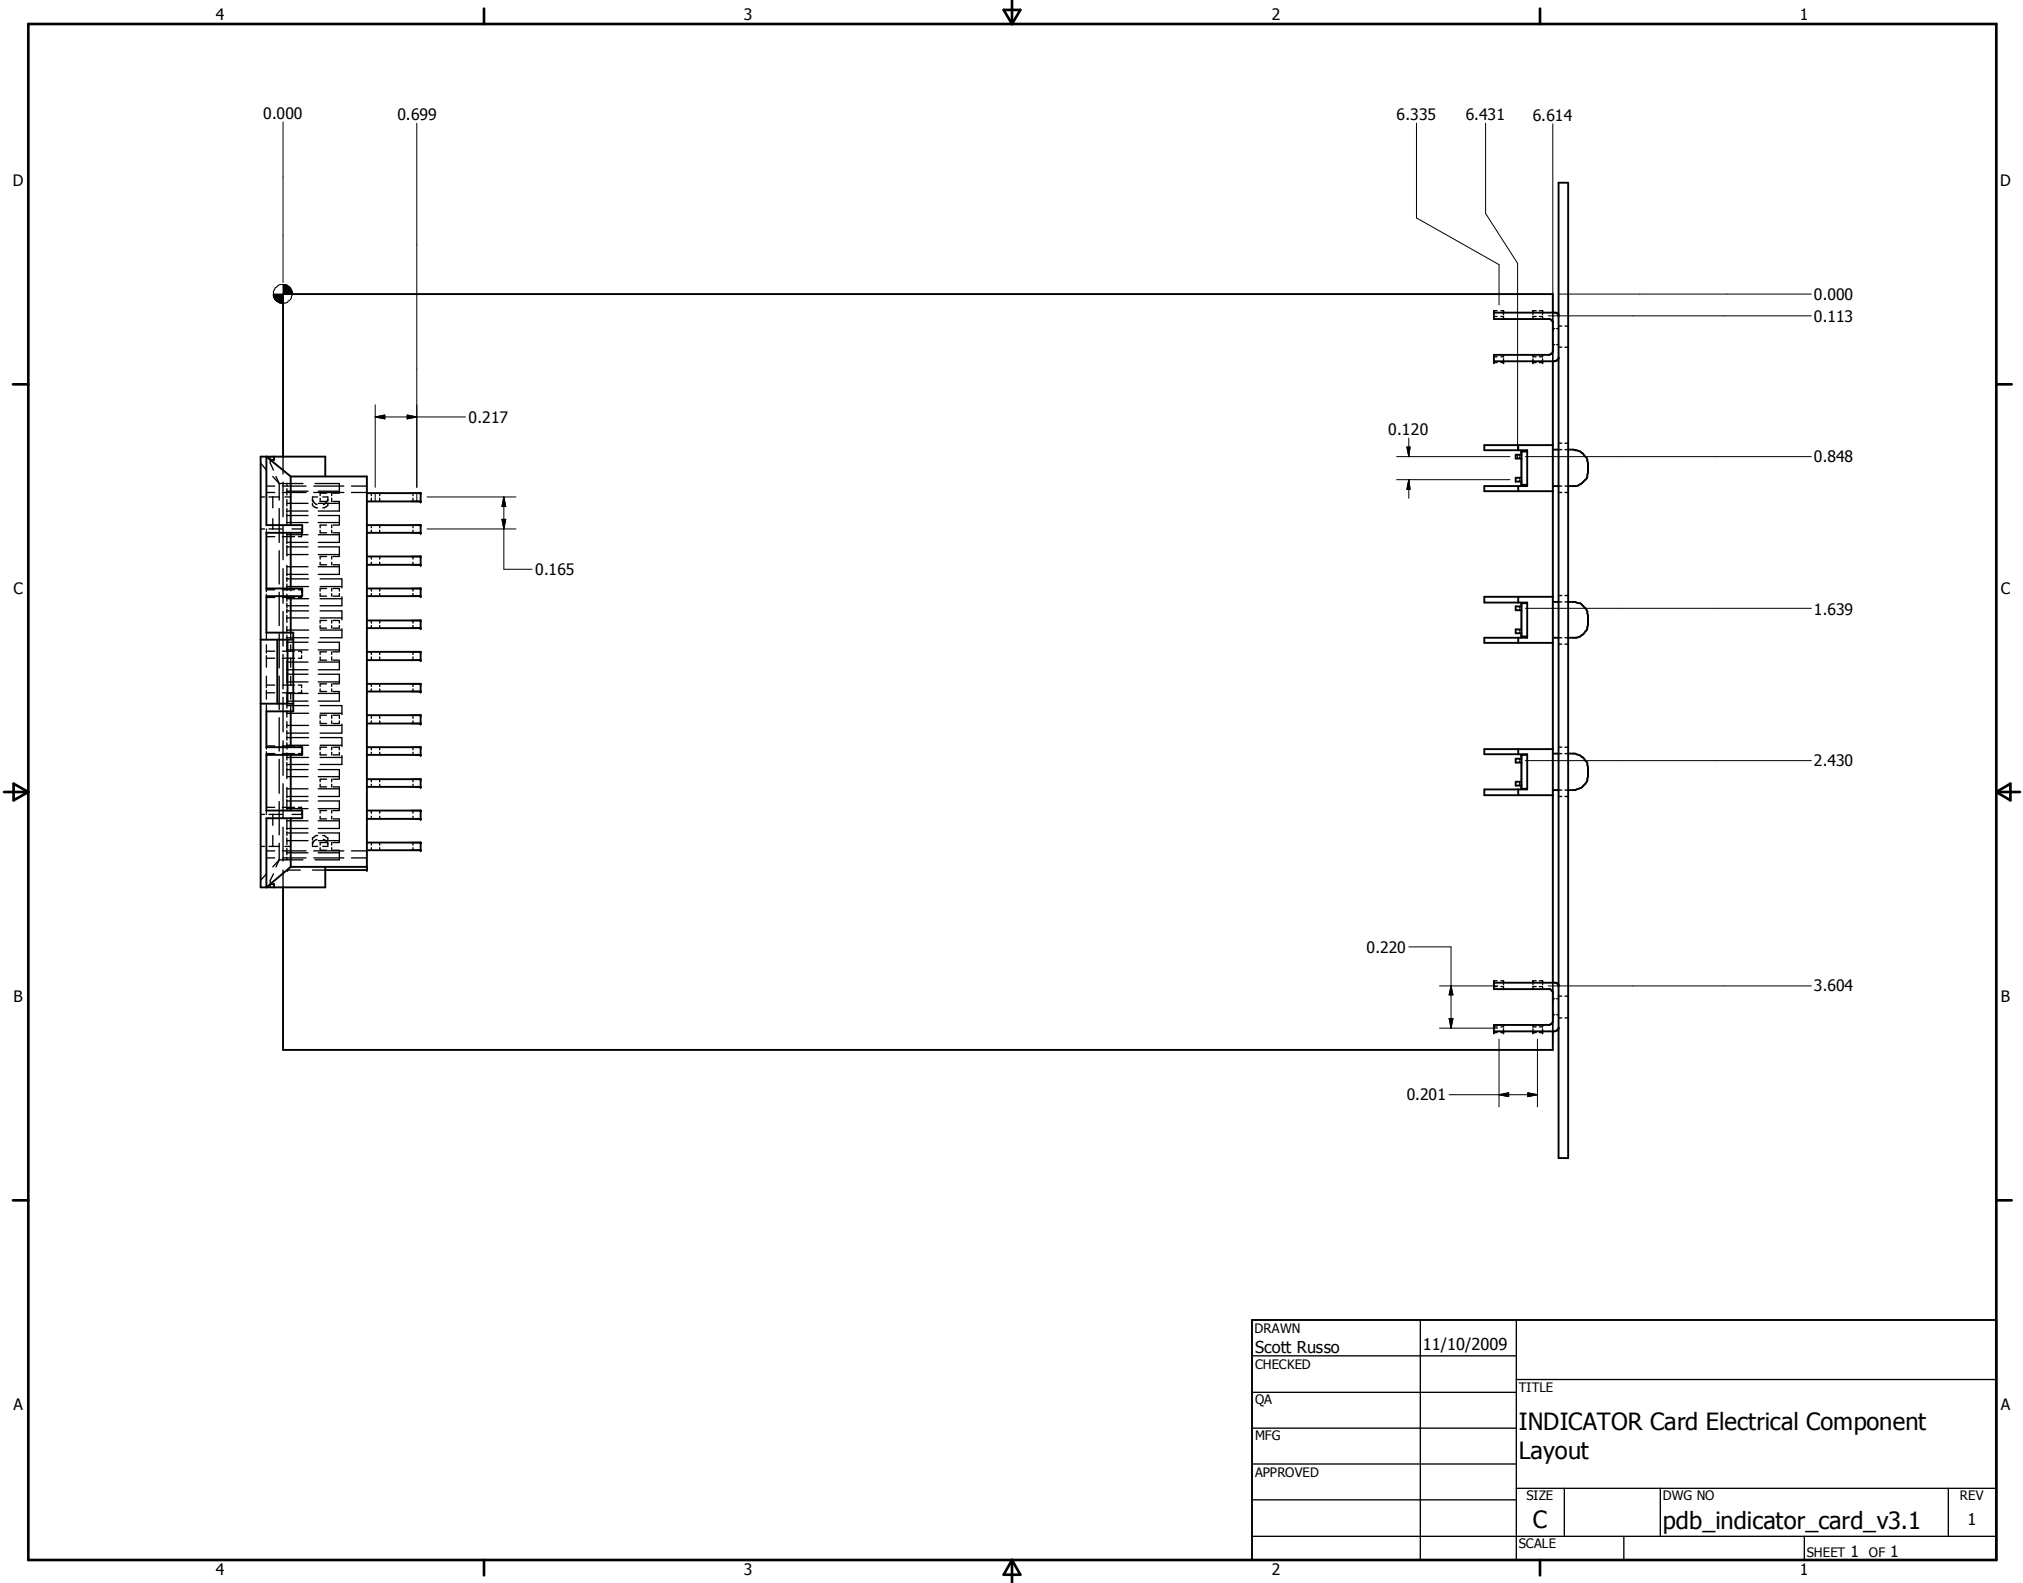 4 3 2 1
0.000 0.699 6.335 6.431 6.614
D D
0.000
0.113
0.217
0.120
0.848
0.165
C C
1.639
2.430
0.220
3.604
B B
0.201
DRAWN
Scott Russo 11/10/2009
CHECKED
QA
MFG
APPROVED
TITLE
INDICATOR Card Electrical Component
Layout
A A
SIZE DWG NO REV
C pdb_indicator_card_v3.1 1
SCALE SHEET 1 OF 1
4 3 2 1